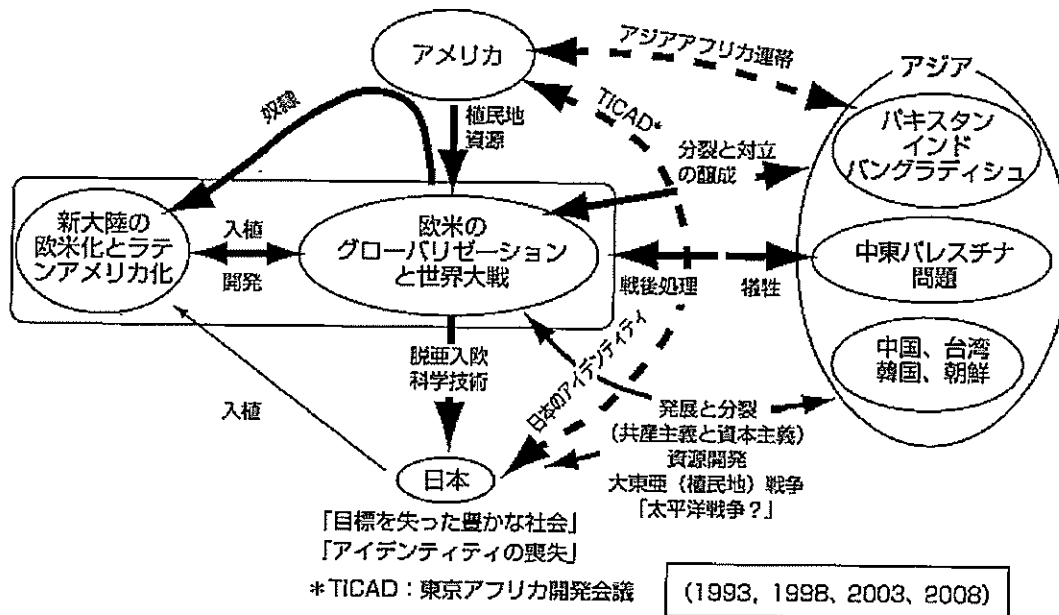 アメリカ
アジアアフリカ連帯
アジア
奴隷
植民地
資源
TICAD*
パキスタン
インド
バングラディシュ
分裂と対立
の醸成
新大陸の
欧米化とラテ
ンアメリカ化
入植
開発
欧米の
グローバリゼーション
と世界大戦
戦後処理
犠牲
中東パレスチナ
問題
脱亜入欧
科学技術
日本のアイデンティティ
中国、台湾
韓国、朝鮮
入植
発展と分裂
(共産主義と資本主義)
資源開発
大東亜(植民地)戦争
「太平洋戦争?」
日本
「目標を失った豊かな社会」
「アイデンティティの喪失」
*TICAD:東京アフリカ開発会議
(1993, 1998、2003、2008)